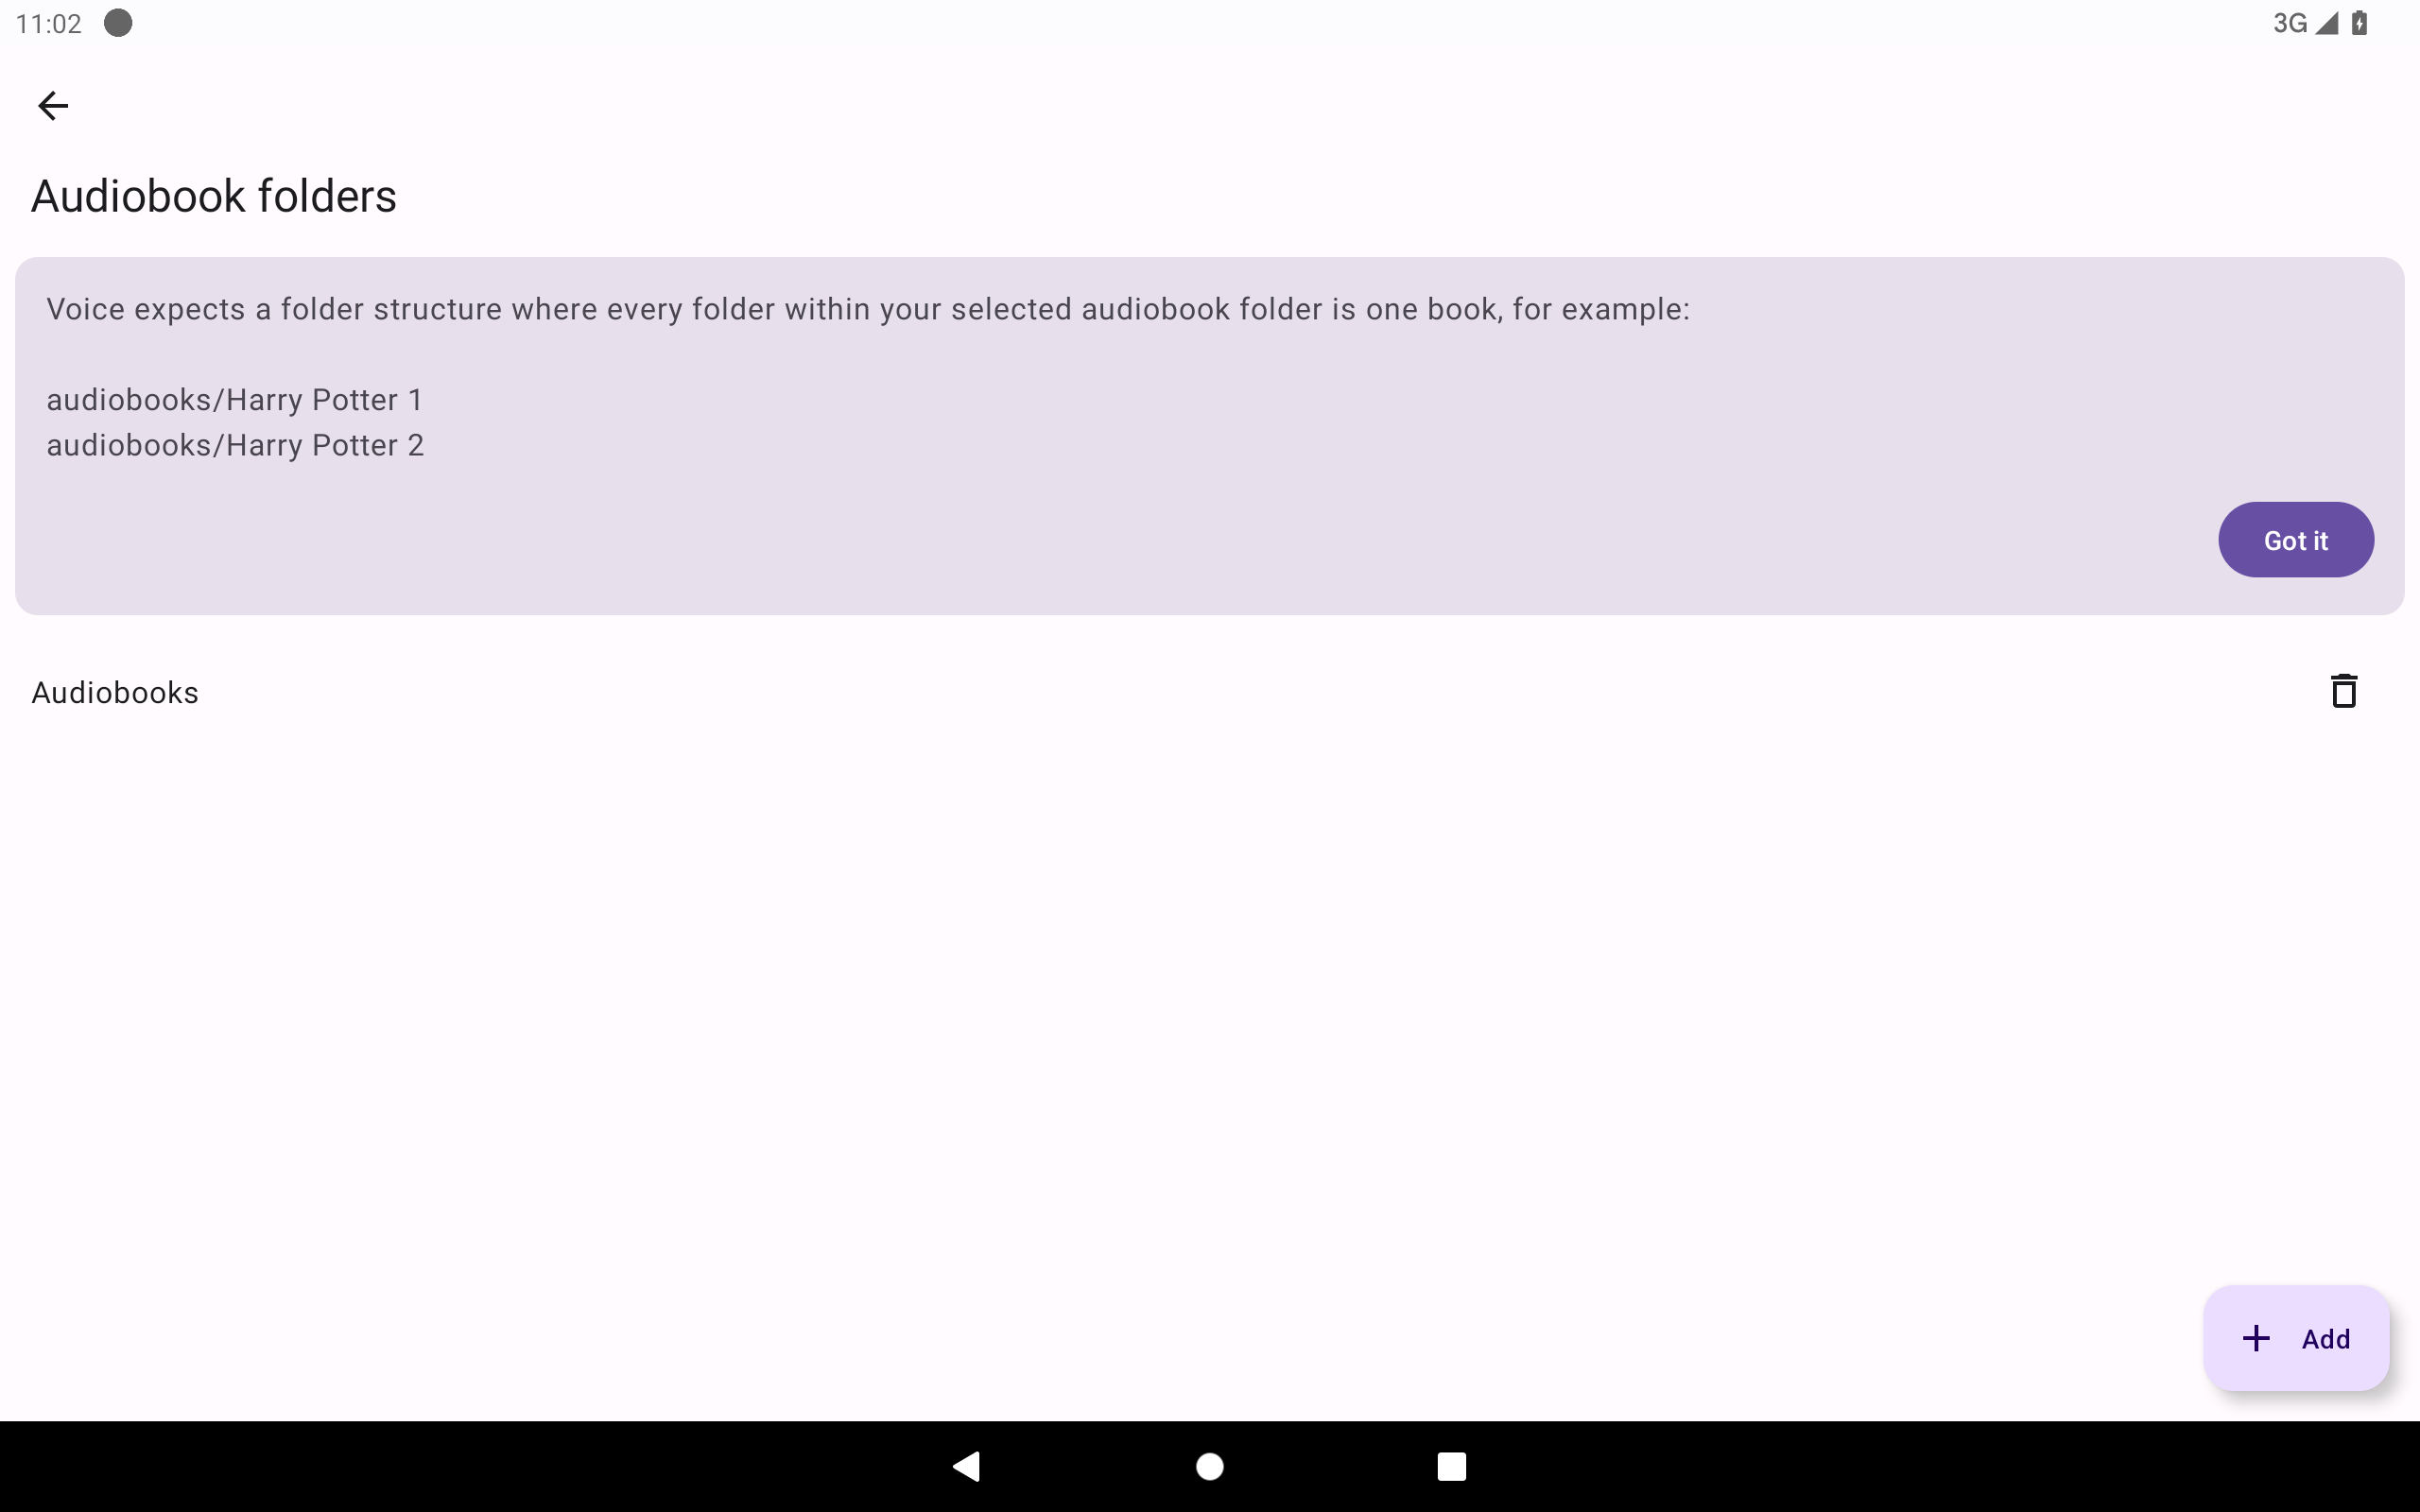 11:02
3G
Audiobook folders
Voice expects a folder structure where every folder within your selected audiobook folder is one book, for example:
audiobooks/Harry Potter 1
audiobooks/Harry Potter 2
Got it
Audiobooks
Add